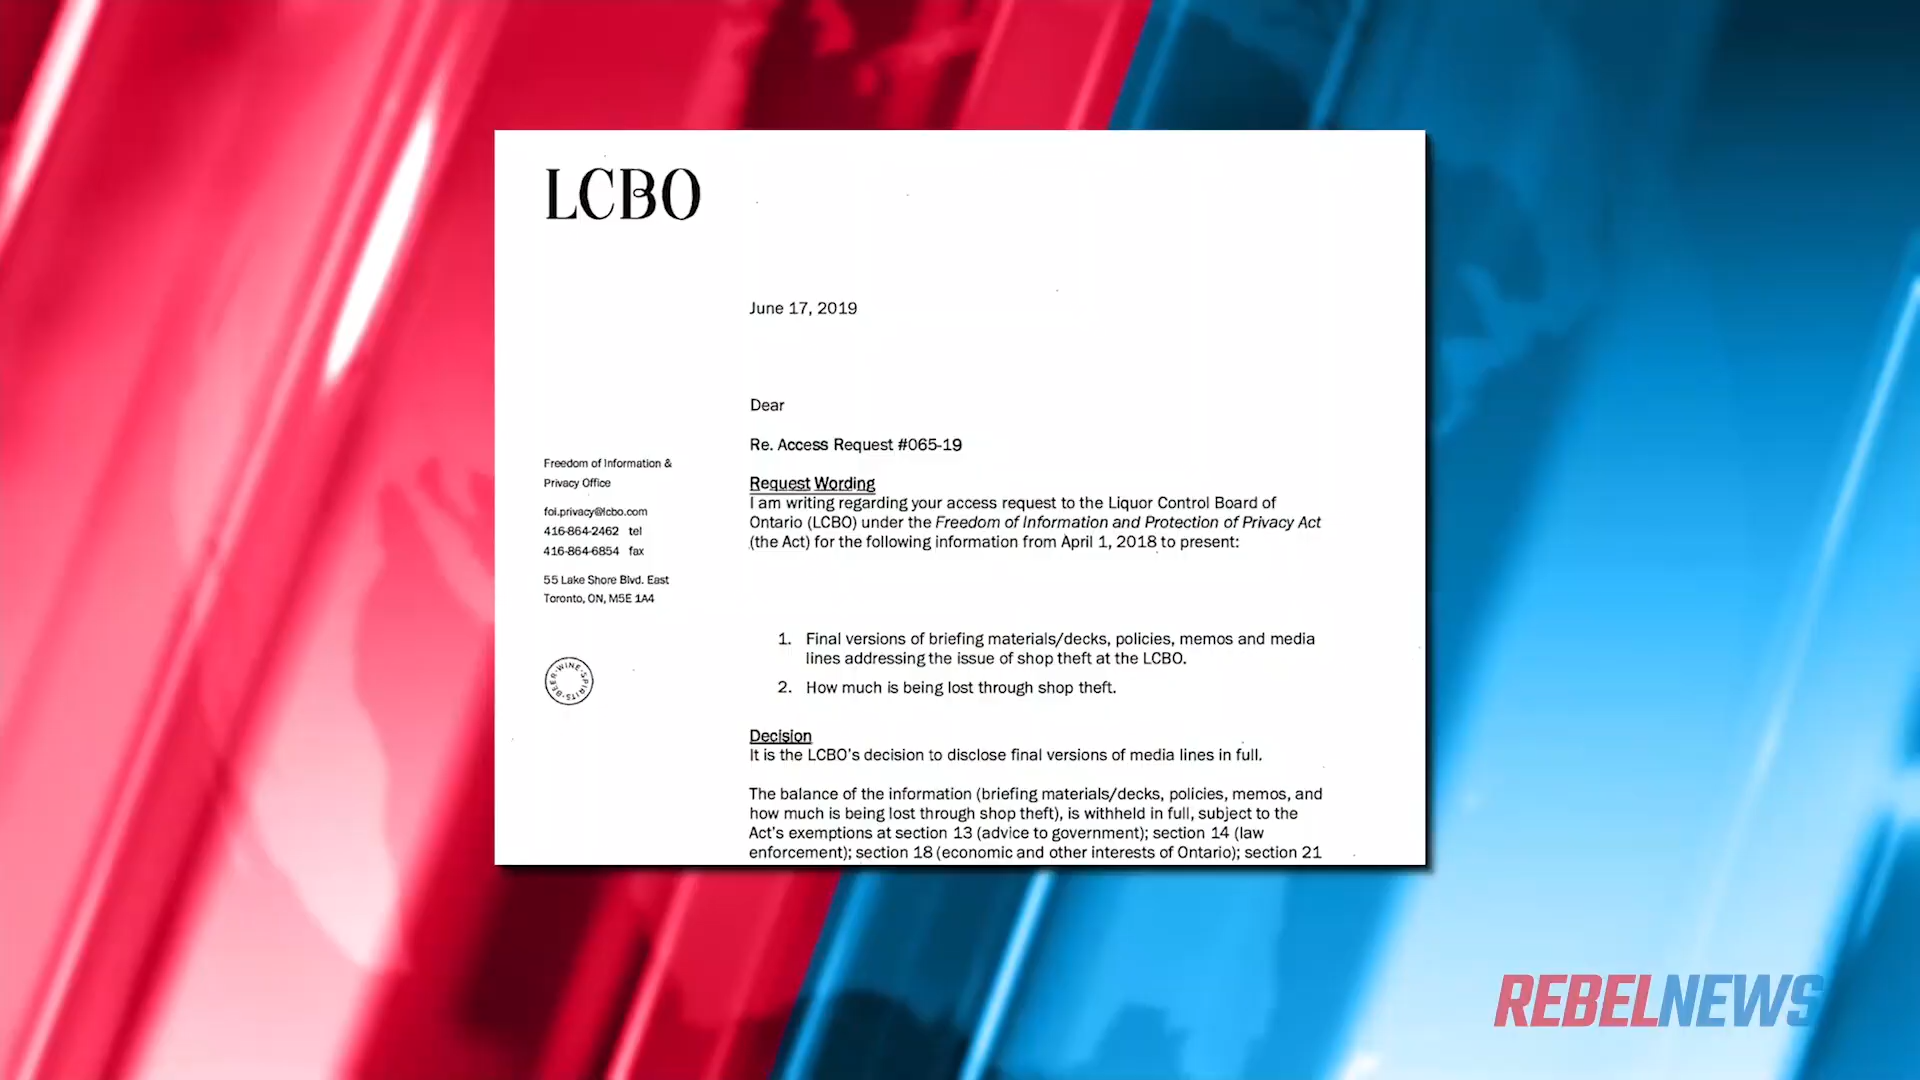 LCBO
June 17, 2019
Dear
Re. Access Request #065-19
Freedom of Information &
Privacy Office
foi.privacy@lcbo.com
416-864-2462 tel
416-864-6854 fax
55 Lake Shore Blvd. East
Toronto, ON, M5E 1A4
BEER·WINE·SPIRITS·
Request Wording
I am writing regarding your access request to the Liquor Control Board of
Ontario (LCBO) under the Freedom of Information and Protection of Privacy Act
(the Act) for the following information from April 1, 2018 to present:
1. Final versions of briefing materials/decks, policies, memos and media
lines addressing the issue of shop theft at the LCBO.
2. How much is being lost through shop theft.
Decision
It is the LCBO's decision to disclose final versions of media lines in full.
The balance of the information (briefing materials/decks, policies, memos, and
how much is being lost through shop theft), is withheld in full, subject to the
Act's exemptions at section 13 (advice to government); section 14 (law
enforcement); section 18 (economic and other interests of Ontario); section 21
REBELNEWS